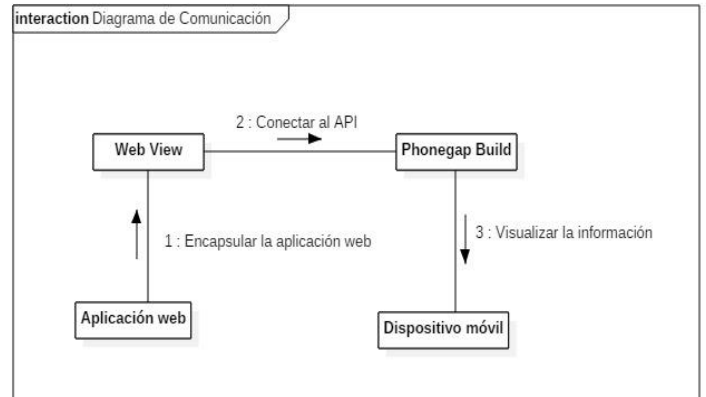 interaction Diagrama de Comunicación
2 : Conectar al API
Web View
Phonegap Build
1 : Encapsular la aplicación web
3 : Visualizar la información
Aplicación web
Dispositivo móvil